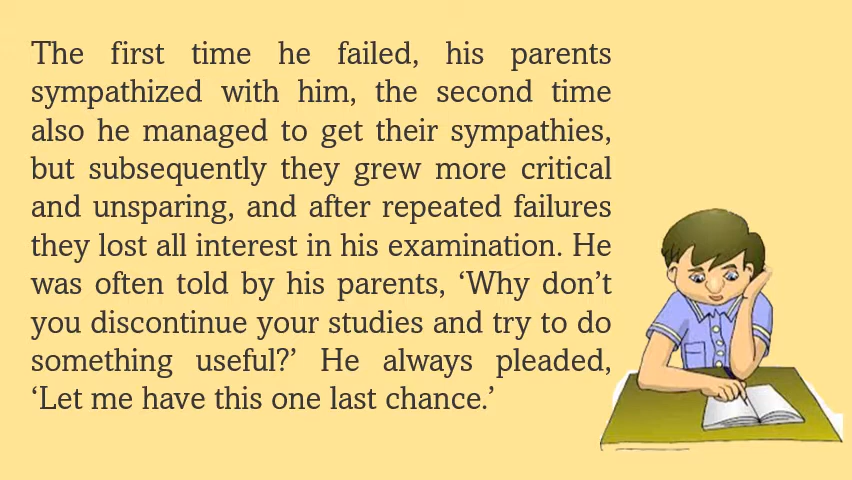 The first time he failed, his parents
sympathized with him, the second time
also he managed to get their sympathies,
but subsequently they grew more critical
and unsparing, and after repeated failures
they lost all interest in his examination. He
was often told by his parents, ‘Why don’t
you discontinue your studies and try to do
something useful?’ He always pleaded,
‘Let me have this one last chance.’